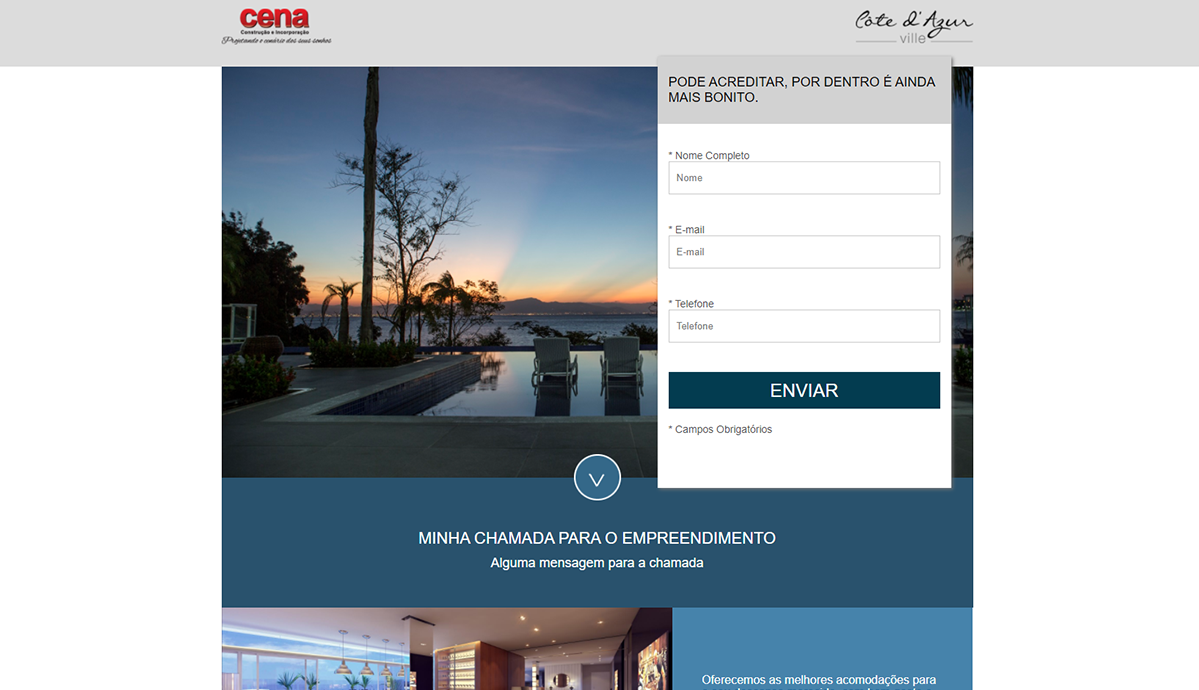 cena
Construção e Incorporação
Projetando o cenário dos seus sonhos
Côte d'Azur
ville
PODE ACREDITAR, POR DENTRO É AINDA
MAIS BONITO.
* Nome Completo
Nome
* E-mail
E-mail
* Telefone
Telefone
ENVIAR
* Campos Obrigatórios
MINHA CHAMADA PARA O EMPREENDIMENTO
Alguma mensagem para a chamada
Oferecemos as melhores acomodações para